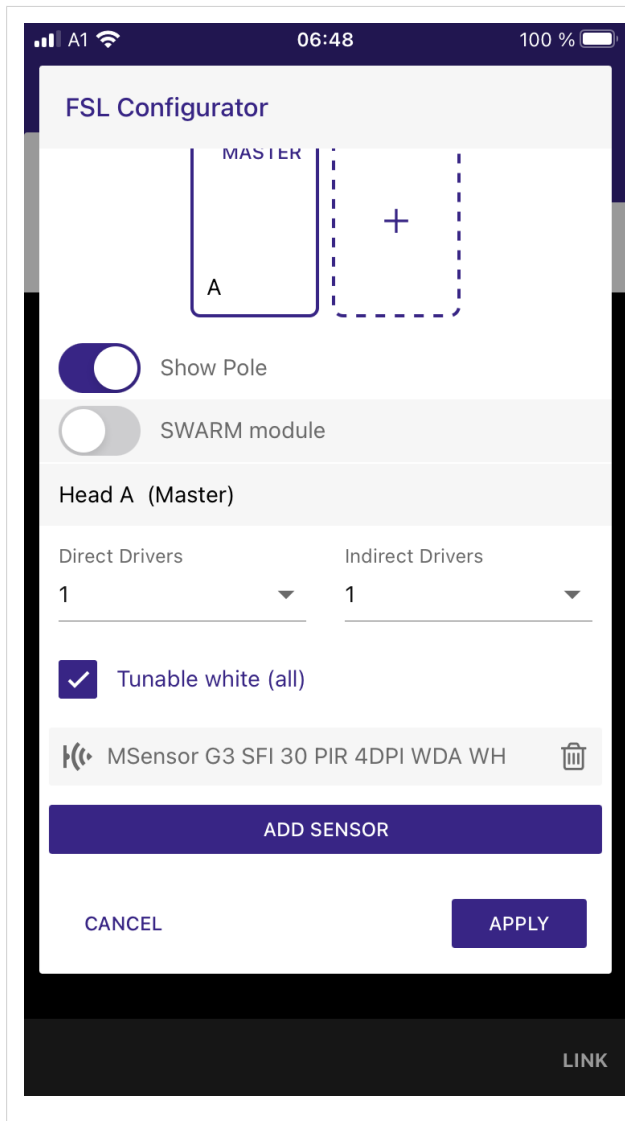 A1 06:48 100 %
FSL Configurator
MASTER
+
A
Show Pole
SWARM module
Head A (Master)
Direct Drivers Indirect Drivers
1 1
Tunable white (all)
MSensor G3 SFI 30 PIR 4DPI WDA WH
ADD SENSOR
CANCEL APPLY
LINK